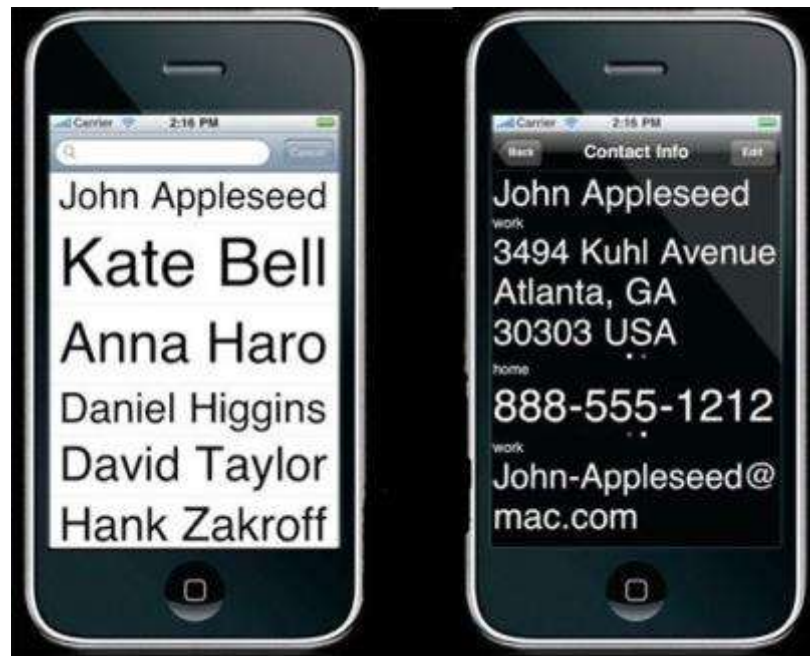 Carrier 2:16 PM
Cancel
John Appleseed
Kate Bell
Anna Haro
Daniel Higgins
David Taylor
Hank Zakroff
Carrier 2:16 PM
Back Contact Info Edit
John Appleseed
work
3494 Kuhl Avenue
Atlanta, GA
30303 USA
home
888-555-1212
work
John-Appleseed@
mac.com